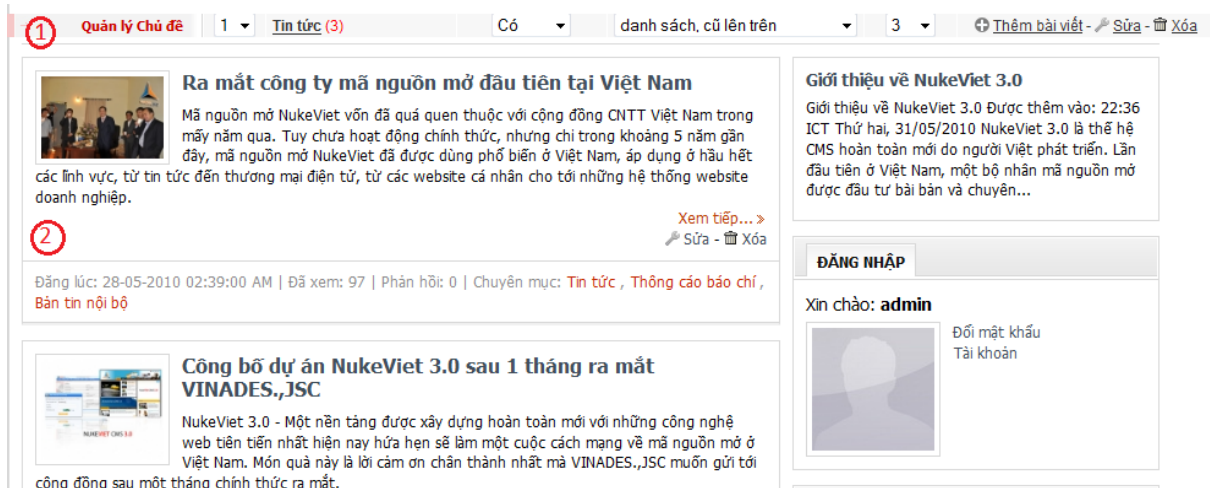 1 Quản lý Chủ đề 1 Tin tức (3) Có danh sách, cũ lên trên 3 Thêm bài viết - Sửa - Xóa
Ra mắt công ty mã nguồn mở đầu tiên tại Việt Nam
Mã nguồn mở NukeViet vốn đã quá quen thuộc với cộng đồng CNTT Việt Nam trong
mấy năm qua. Tuy chưa hoạt động chính thức, nhưng chỉ trong khoảng 5 năm gần
đây, mã nguồn mở NukeViet đã được dùng phổ biến ở Việt Nam, áp dụng ở hầu hết
các lĩnh vực, từ tin tức đến thương mại điện tử, từ các website cá nhân cho tới những hệ thống website
doanh nghiệp.
Xem tiếp... »
2
Sửa - Xóa
Đăng lúc: 28-05-2010 02:39:00 AM | Đã xem: 97 | Phản hồi: 0 | Chuyên mục: Tin tức , Thông cáo báo chí ,
Bản tin nội bộ
Công bố dự án NukeViet 3.0 sau 1 tháng ra mắt
VINADES.,JSC
NukeViet 3.0 - Một nền tảng được xây dựng hoàn toàn mới với những công nghệ
web tiên tiến nhất hiện nay hứa hẹn sẽ làm một cuộc cách mạng về mã nguồn mở ở
Việt Nam. Món quà này là lời cảm ơn chân thành nhất mà VINADES.,JSC muốn gửi tới
cộng đồng sau một tháng chính thức ra mắt.
NUKEVIET CMS 3.0
Giới thiệu về NukeViet 3.0
Giới thiệu về NukeViet 3.0 Được thêm vào: 22:36
ICT Thứ hai, 31/05/2010 NukeViet 3.0 là thế hệ
CMS hoàn toàn mới do người Việt phát triển. Lần
đầu tiên ở Việt Nam, một bộ nhân mã nguồn mở
được đầu tư bài bản và chuyên...
ĐĂNG NHẬP
Xin chào: admin
Đổi mật khẩu
Tài khoản